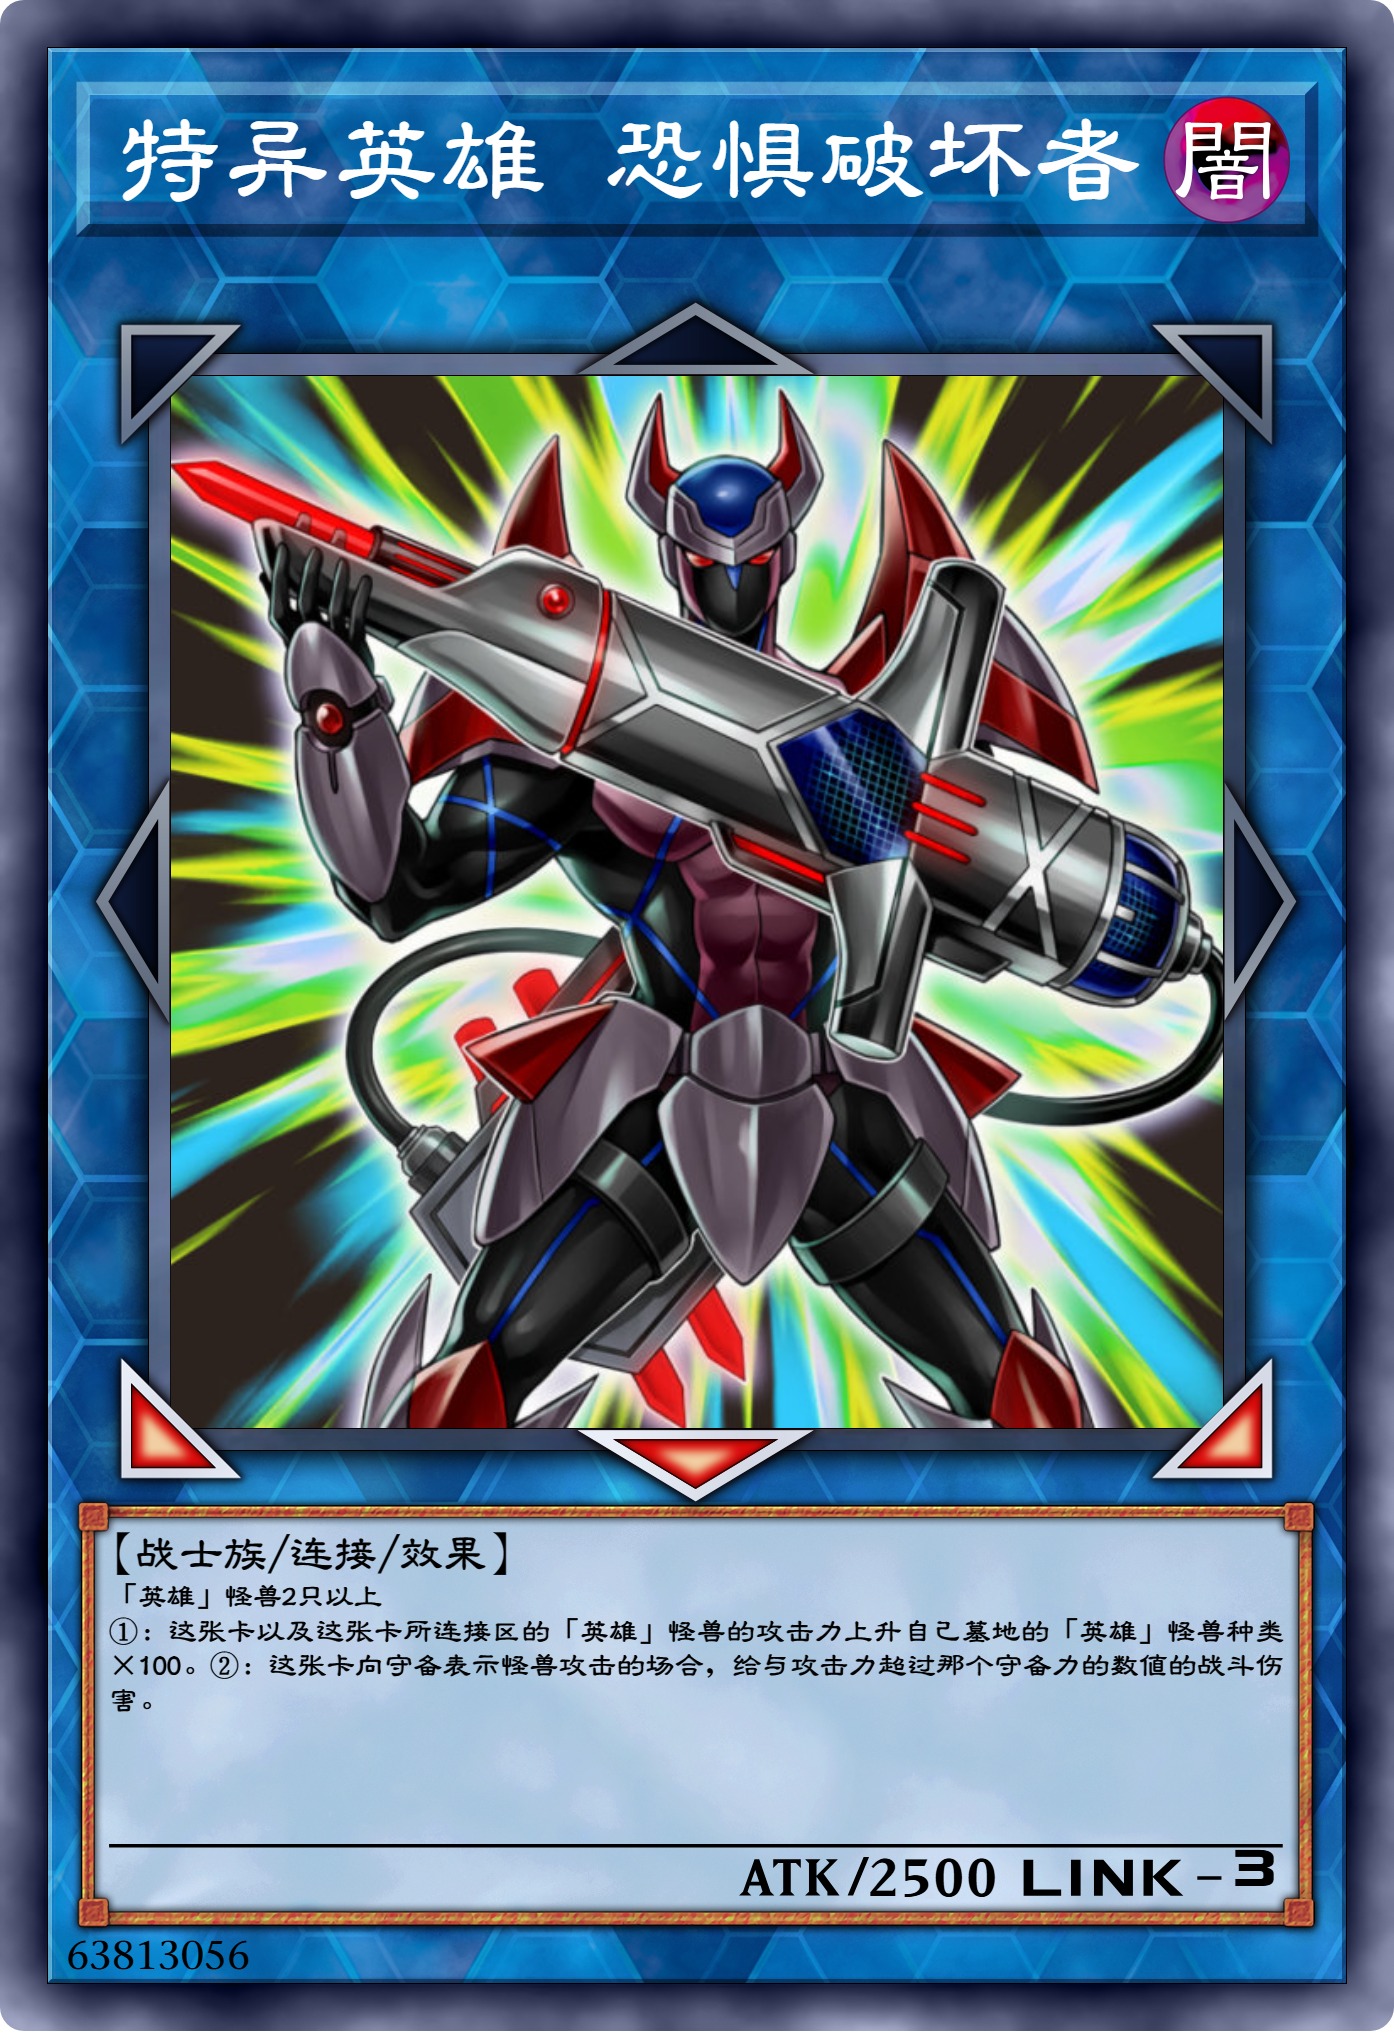 特异英雄 恐惧破坏者 闇
【战士族/连接/效果】
「英雄」怪兽2只以上
①：这张卡以及这张卡所连接区的「英雄」怪兽的攻击力上升自己墓地的「英雄」怪兽种类
×100。②：这张卡向守备表示怪兽攻击的场合，给与攻击力超过那个守备力的数值的战斗伤
害。
ATK/2500 LINK-3
63813056